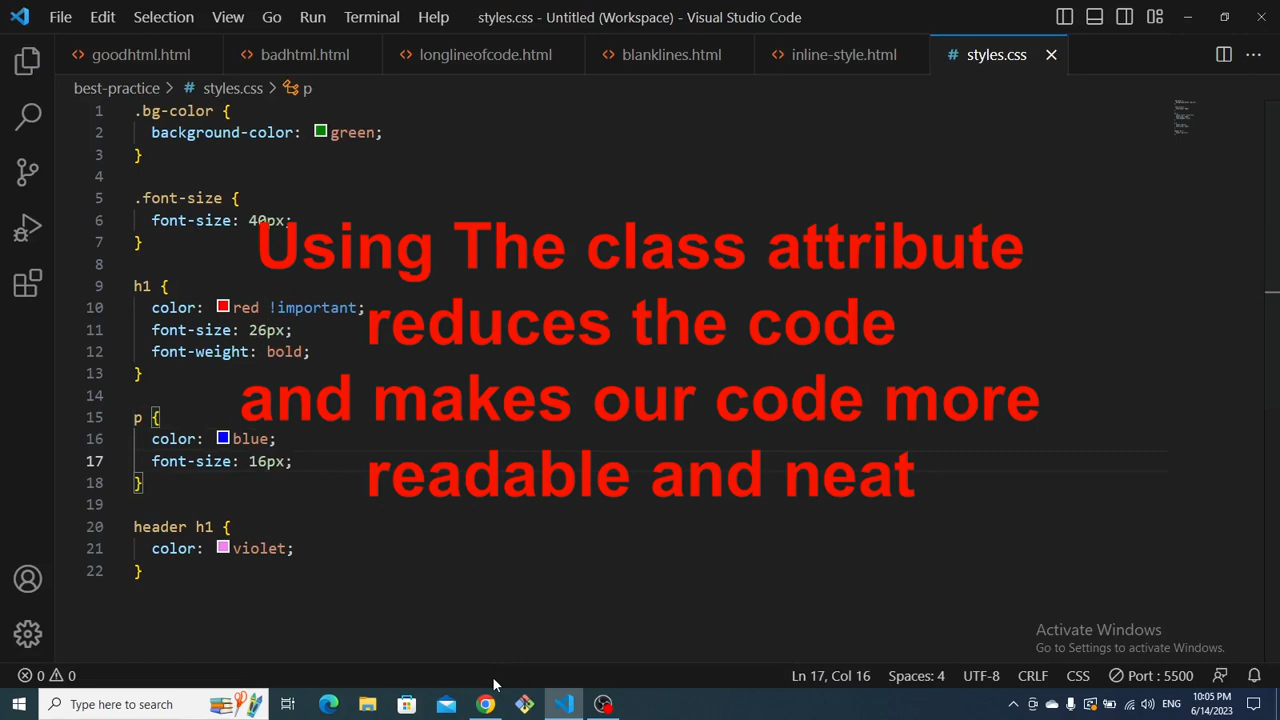 File Edit Selection View Go Run Terminal Help styles.css - Untitled (Workspace) - Visual Studio Code
goodhtml.html badhtml.html longlineofcode.html blanklines.html inline-style.html # styles.css
best-practice > # styles.css > p
1 .bg-color {
2 background-color: green;
3 }
4
5 .font-size {
6 font-size: 40px;
7 }
8
9 h1 {
10 color: red !important;
11 font-size: 26px;
12 font-weight: bold;
13 }
14
15 p {
16 color: blue;
17 font-size: 16px;
18 }
19
20 header h1 {
21 color: violet;
22 }
Using The class attribute
reduces the code
and makes our code more
readable and neat
Activate Windows
Go to Settings to activate Windows.
0 0 Ln 17, Col 16 Spaces: 4 UTF-8 CRLF CSS Port : 5500
Type here to search ENG 10:05 PM
6/14/2023